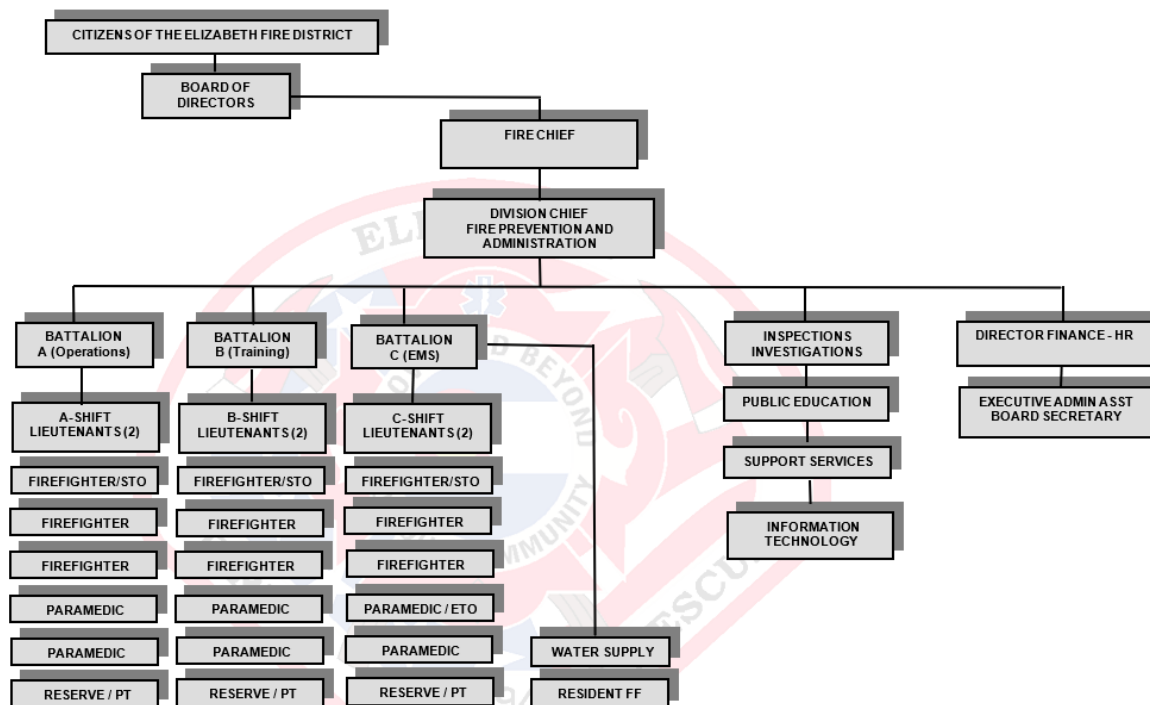 CITIZENS OF THE ELIZABETH FIRE DISTRICT
BOARD OF
DIRECTORS
FIRE CHIEF
DIVISION CHIEF
FIRE PREVENTION AND
ADMINISTRATION
BATTALION
A (Operations)
BATTALION
B (Training)
BATTALION
C (EMS)
INSPECTIONS
INVESTIGATIONS
DIRECTOR FINANCE - HR
A-SHIFT
LIEUTENANTS (2)
B-SHIFT
LIEUTENANTS (2)
C-SHIFT
LIEUTENANTS (2)
PUBLIC EDUCATION
EXECUTIVE ADMIN ASST
BOARD SECRETARY
FIREFIGHTER/STO
FIREFIGHTER/STO
FIREFIGHTER/STO
SUPPORT SERVICES
FIREFIGHTER
FIREFIGHTER
FIREFIGHTER
INFORMATION
TECHNOLOGY
FIREFIGHTER
FIREFIGHTER
FIREFIGHTER
PARAMEDIC
PARAMEDIC
PARAMEDIC / ETO
PARAMEDIC
PARAMEDIC
PARAMEDIC
WATER SUPPLY
RESERVE / PT
RESERVE / PT
RESERVE / PT
RESIDENT FF
BEYOND